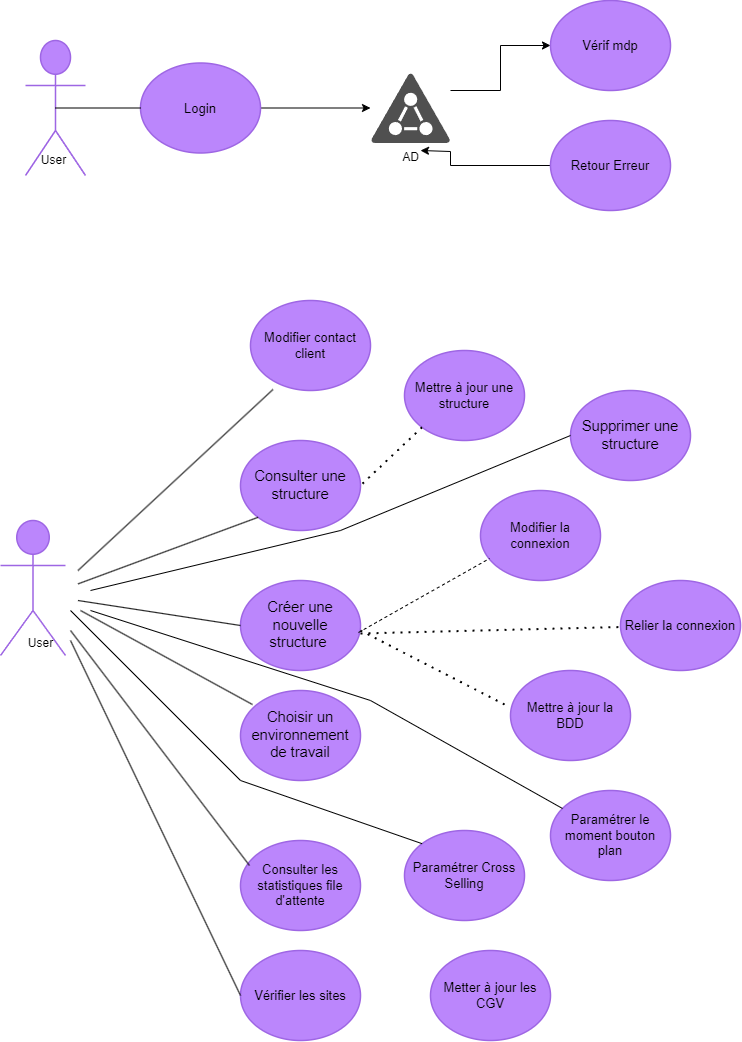 Vérif mdp
Login
User
AD
Retour Erreur
Modifier contact
client
Mettre à jour une
structure
Supprimer une
structure
Consulter une
structure
Modifier la
connexion
Créer une
nouvelle
structure
Relier la connexion
User
Mettre à jour la
BDD
Choisir un
environnement
de travail
Paramétrer le
moment bouton
plan
Consulter les
statistiques file
d'attente
Paramétrer Cross
Selling
Vérifier les sites
Metter à jour les
CGV